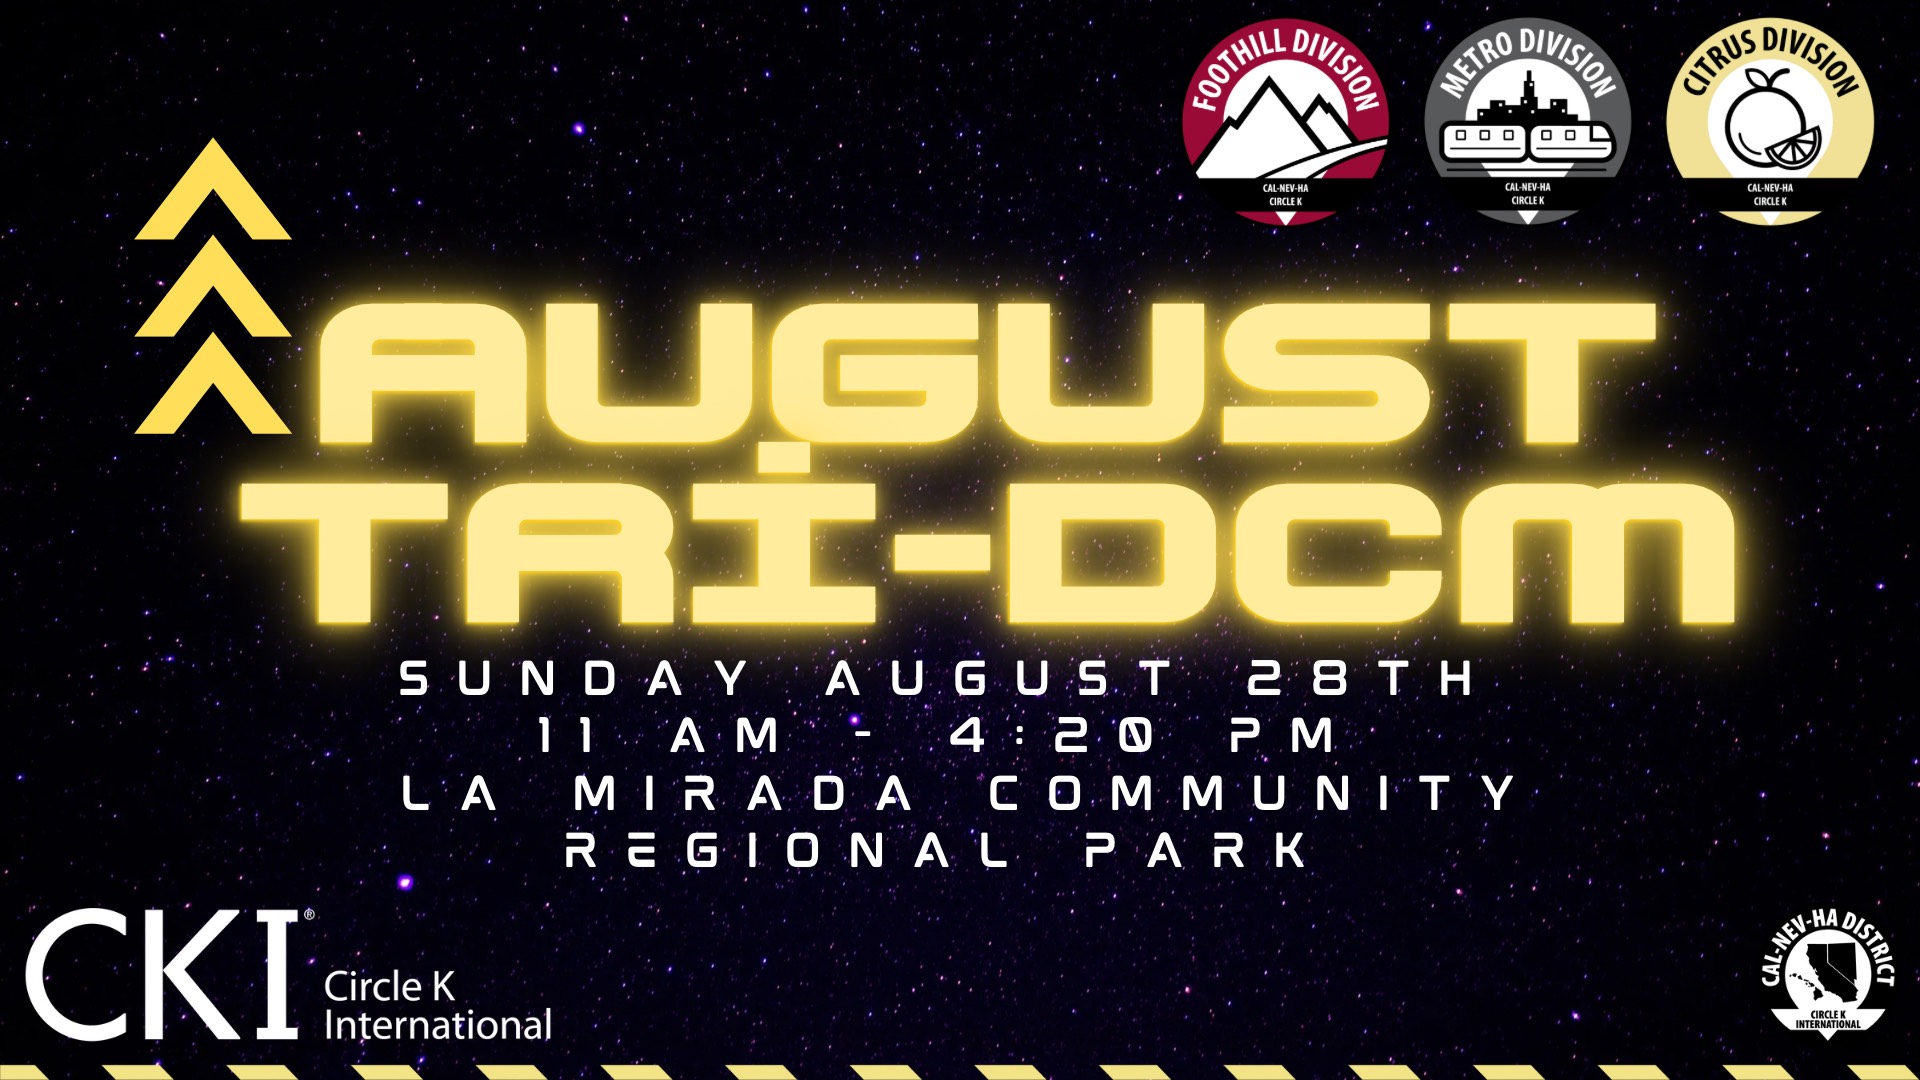 FOOTHILL DIVISION
CAL-NEV-HA
CIRCLE K
METRO DIVISION
CAL-NEV-HA
CIRCLE K
CITRUS DIVISION
CAL-NEV-HA
CIRCLE K
AUGUST
TRI-DCM
SUNDAY AUGUST 28TH
11 AM - 4:20 PM
LA MIRADA COMMUNITY
REGIONAL PARK
CKI®
Circle K
International
CAL-NEV-HA DISTRICT
CIRCLE K
INTERNATIONAL